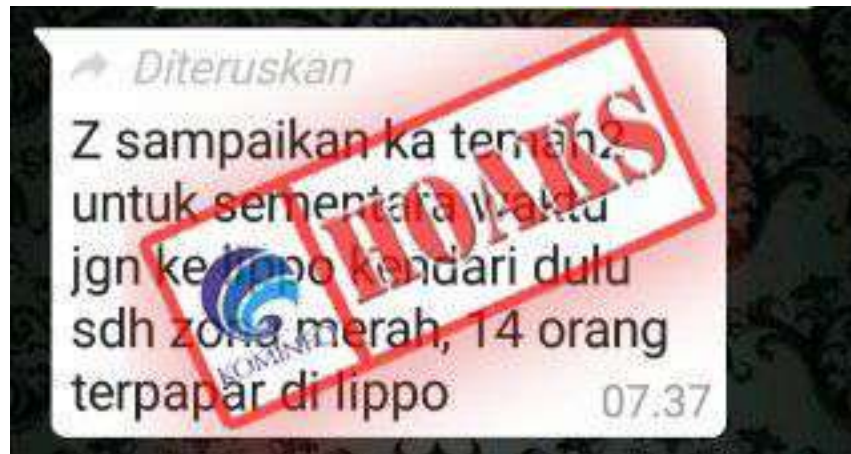 Diteruskan
Z sampaikan ka teman2
untuk sementara waktu
jgn ke lippo kendari dulu
sdh zona merah, 14 orang
terpapar di lippo
07.37
HOAKS
KOMINFO